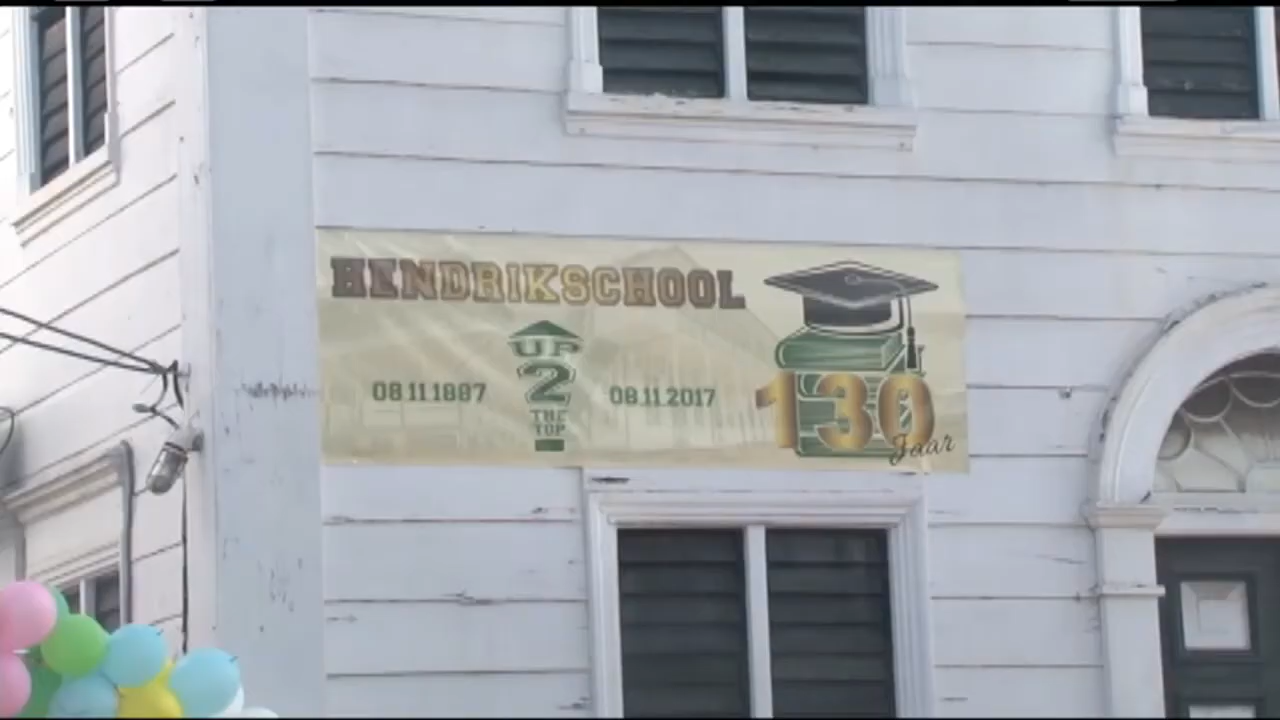 HENDRIKSCHOOL
UP
2
THE
TOP
08.11.1887
08.11.2017
130
Jaar